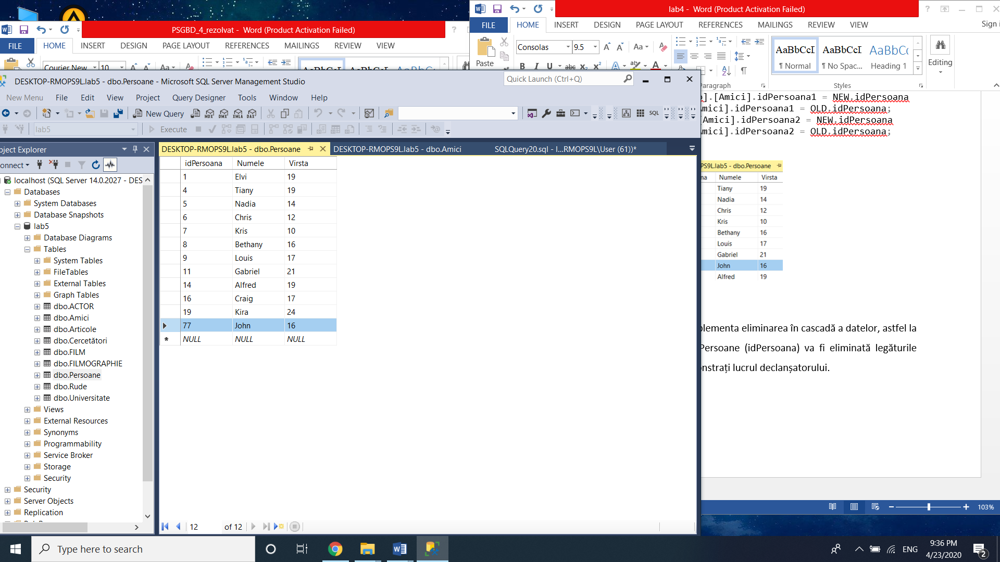 PSGBD_4_rezolvat - Word (Product Activation Failed)
FILE HOME INSERT DESIGN PAGE LAYOUT REFERENCES MAILINGS REVIEW VIEW
Courier New 10
lab4 - Word (Product Activation Failed)
FILE HOME INSERT DESIGN PAGE LAYOUT REFERENCES MAILINGS REVIEW VIEW Sign i
Paste
Consolas 9.5
Paragraph
AaBbCcI AaBbCcI AaBbCc
¶ Normal ¶ No Spac... Heading 1
Styles
Editing
DESKTOP-RMOPS9L.lab5 - dbo.Persoane - Microsoft SQL Server Management Studio
Quick Launch (Ctrl+Q)
New Menu File Edit View Project Query Designer Tools Window Help
New Query MDX DMX XMLA DAX SQL
lab5 Execute
ject Explorer
onnect
localhost (SQL Server 14.0.2027 - DES
Databases
System Databases
Database Snapshots
lab5
Database Diagrams
Tables
System Tables
FileTables
External Tables
Graph Tables
dbo.ACTOR
dbo.Amici
dbo.Articole
dbo.Cercetători
dbo.FILM
dbo.FILMOGRAPHIE
dbo.Persoane
dbo.Rude
dbo.Universitate
Views
External Resources
Synonyms
Programmability
Service Broker
Storage
Security
Security
Server Objects
Replication
DESKTOP-RMOPS9L.lab5 - dbo.Persoane
DESKTOP-RMOPS9L.lab5 - dbo.Amici
SQLQuery20.sql - l...RMOPS9L\User (61))*
idPersoana Numele Virsta
1 Elvi 19
4 Tiany 19
5 Nadia 14
6 Chris 12
7 Kris 10
8 Bethany 16
9 Louis 17
11 Gabriel 21
14 Alfred 19
16 Craig 17
19 Kira 24
77 John 16
NULL NULL NULL
12 of 12
].[Amici].idPersoana1 = NEW.idPersoana
Amici].idPersoana1 = OLD.idPersoana;
[Amici].idPersoana2 = NEW.idPersoana
Amici].idPersoana2 = OLD.idPersoana;
PS9L.lab5 - dbo.Persoane
na Numele Virsta
Tiany 19
Nadia 14
Chris 12
Kris 10
Bethany 16
Louis 17
Gabriel 21
John 16
Alfred 19
plementa eliminarea în cascadă a datelor, astfel la
Persoane (idPersoana) va fi eliminată legăturile
onstrați lucrul declanșatorului.
103%
Type here to search
ENG
9:36 PM
4/23/2020
2